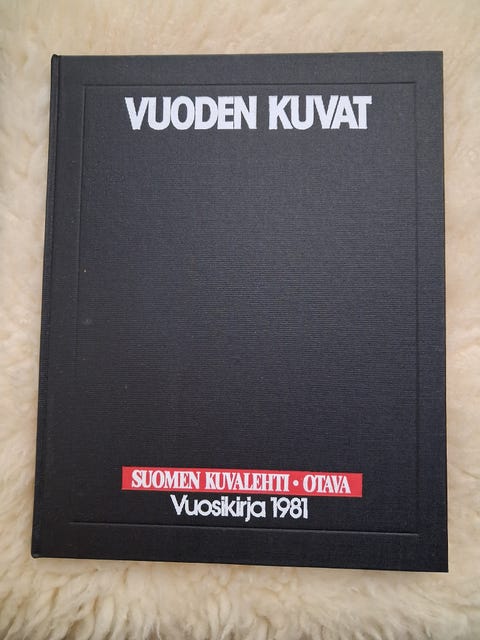 VUODEN KUVAT
SUOMEN KUVALEHTI • OTAVA
Vuosikirja 1981